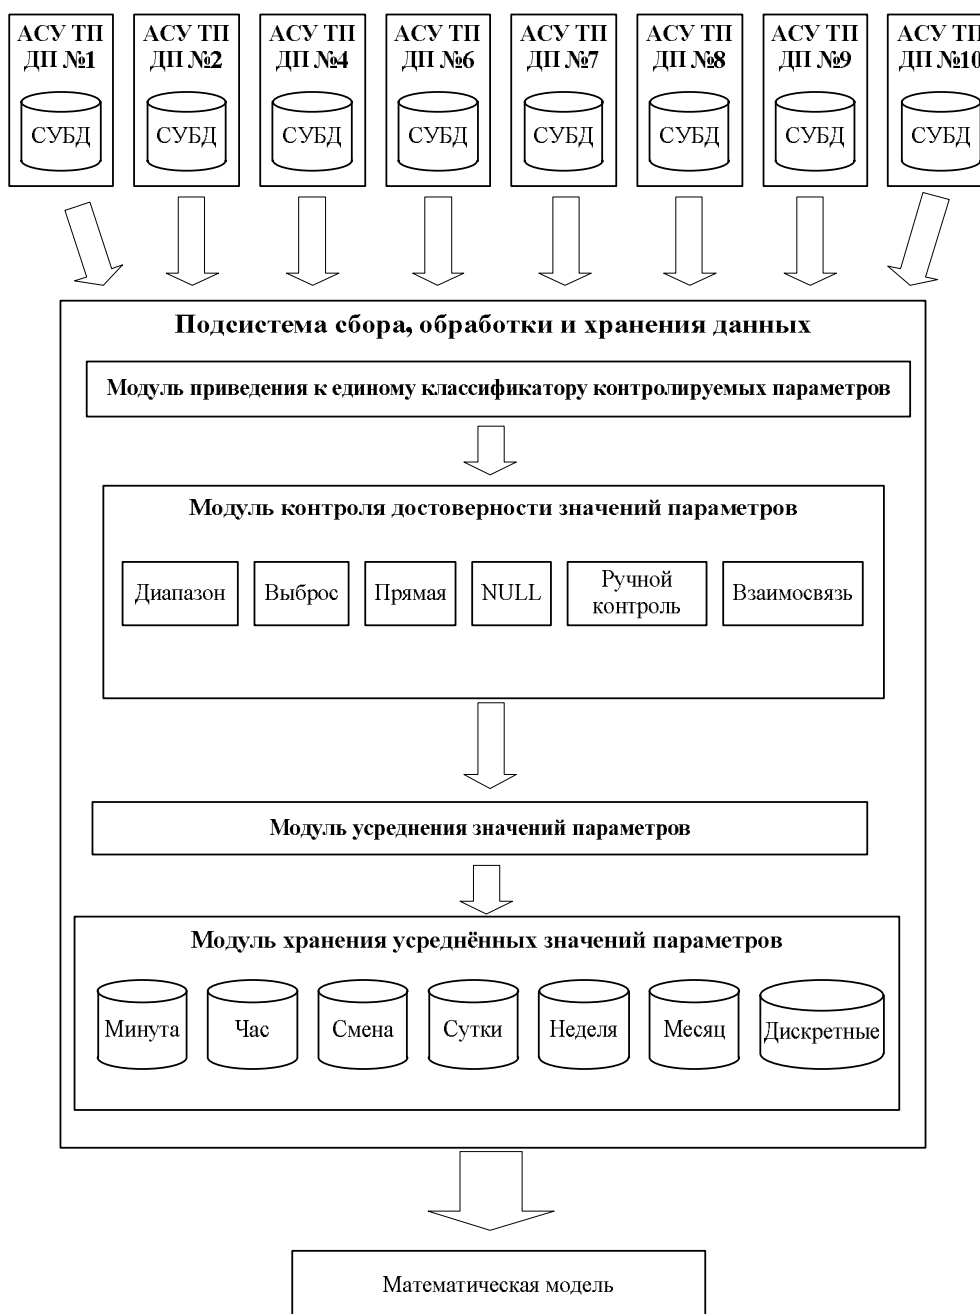 АСУ ТП
ДП №1
СУБД
АСУ ТП
ДП №2
СУБД
АСУ ТП
ДП №4
СУБД
АСУ ТП
ДП №6
СУБД
АСУ ТП
ДП №7
СУБД
АСУ ТП
ДП №8
СУБД
АСУ ТП
ДП №9
СУБД
АСУ ТП
ДП №10
СУБД
Подсистема сбора, обработки и хранения данных
Модуль приведения к единому классификатору контролируемых параметров
Модуль контроля достоверности значений параметров
Диапазон
Выброс
Прямая
NULL
Ручной
контроль
Взаимосвязь
Модуль усреднения значений параметров
Модуль хранения усреднённых значений параметров
Минута
Час
Смена
Сутки
Неделя
Месяц
Дискретные
Математическая модель